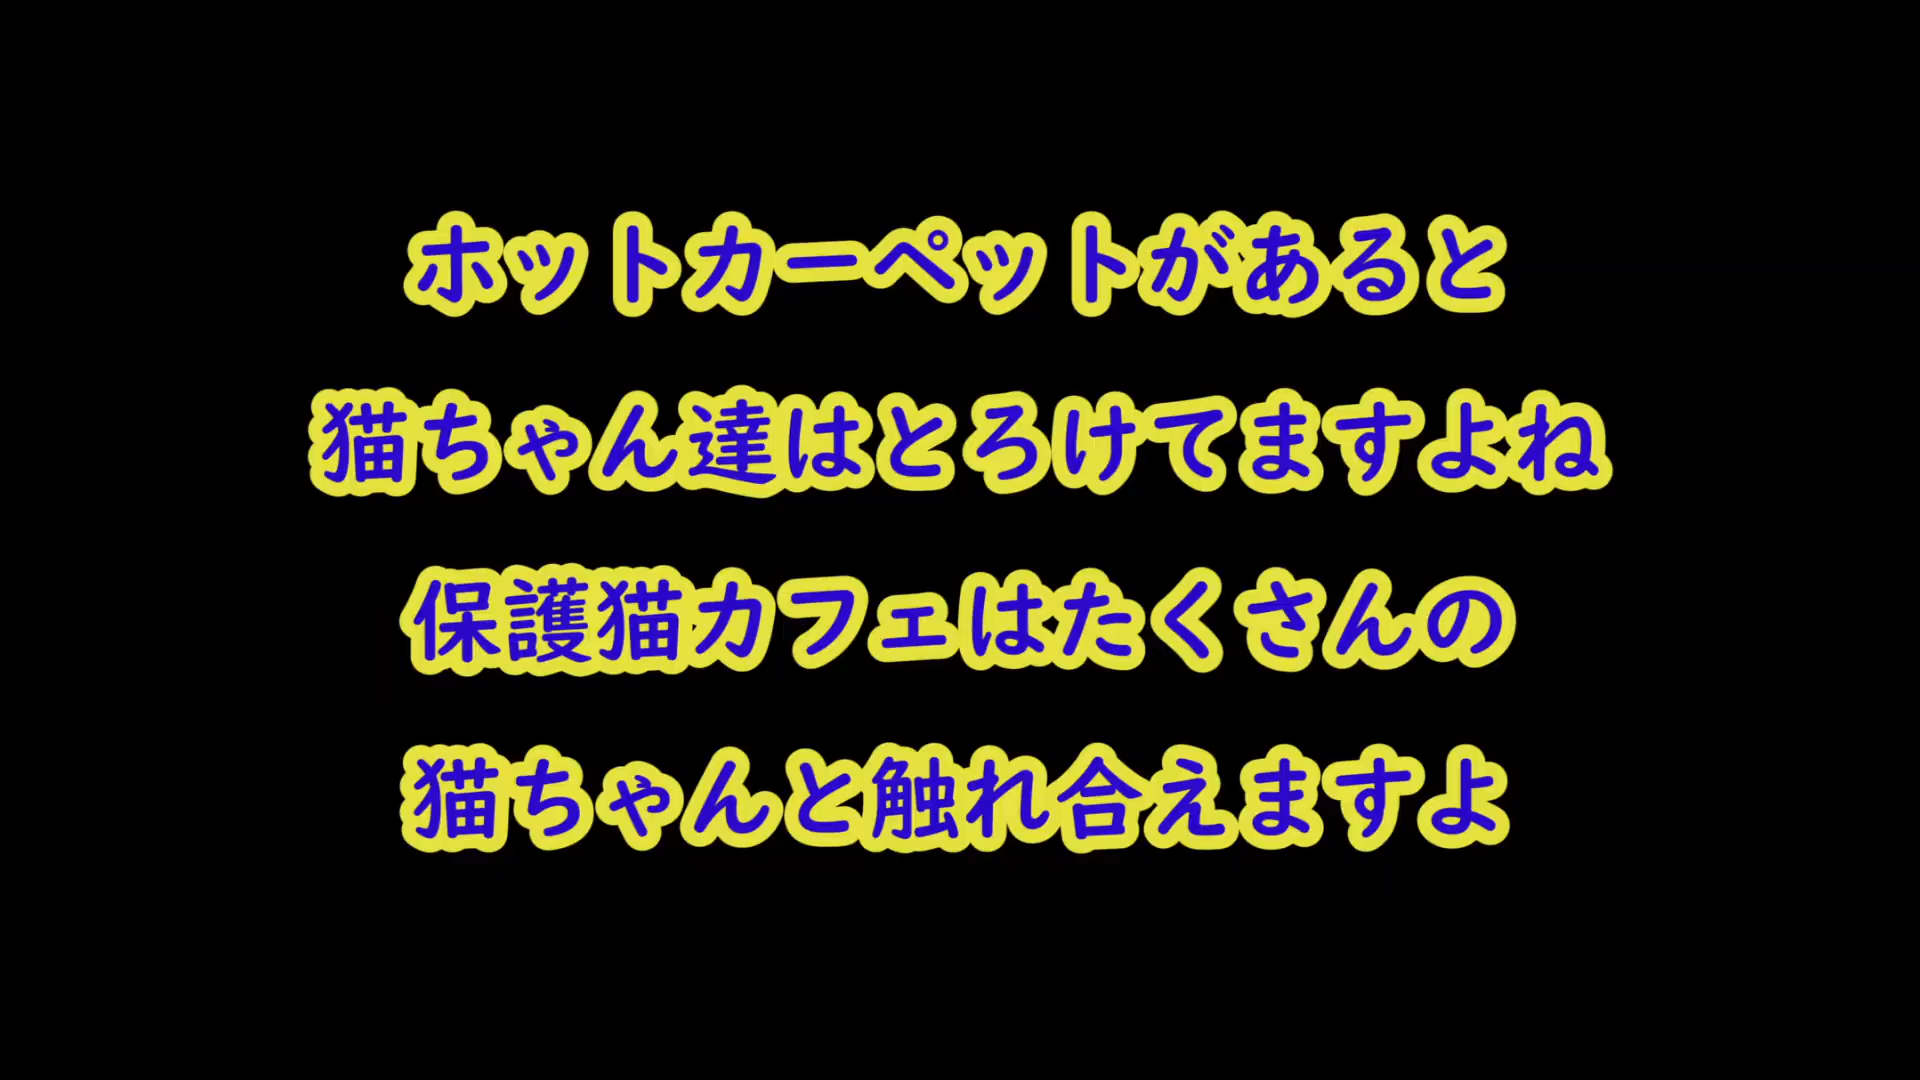 ホットカーペットがあると
猫ちゃん達はとろけてますよね
保護猫カフェはたくさんの
猫ちゃんと触れ合えますよ